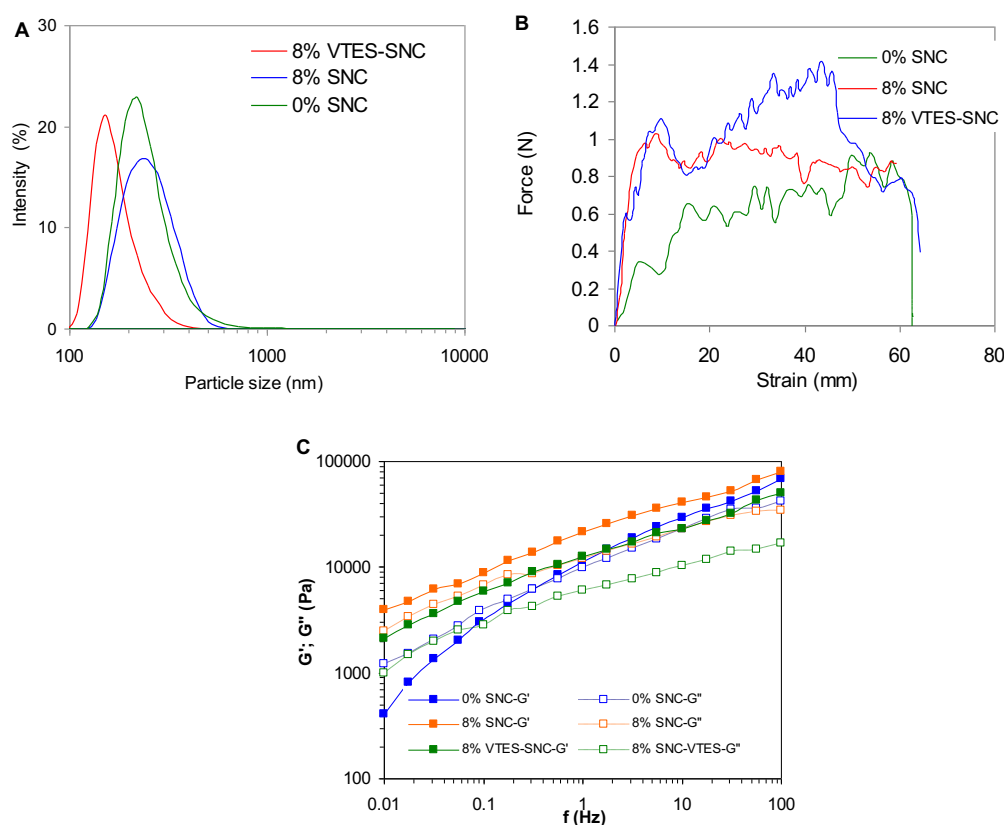 A
30
20
10
0
Intensity (%)
8% VTES-SNC
8% SNC
0% SNC
100 1000 10000
Particle size (nm)
B
1.6
1.4
1.2
1
0.8
0.6
0.4
0.2
0
Force (N)
0% SNC
8% SNC
8% VTES-SNC
0 20 40 60 80
Strain (mm)
C
100000
10000
1000
100
G'; G" (Pa)
0% SNC-G' 0% SNC-G"
8% SNC-G' 8% SNC-G"
8% VTES-SNC-G' 8% SNC-VTES-G"
0.01 0.1 1 10 100
f (Hz)